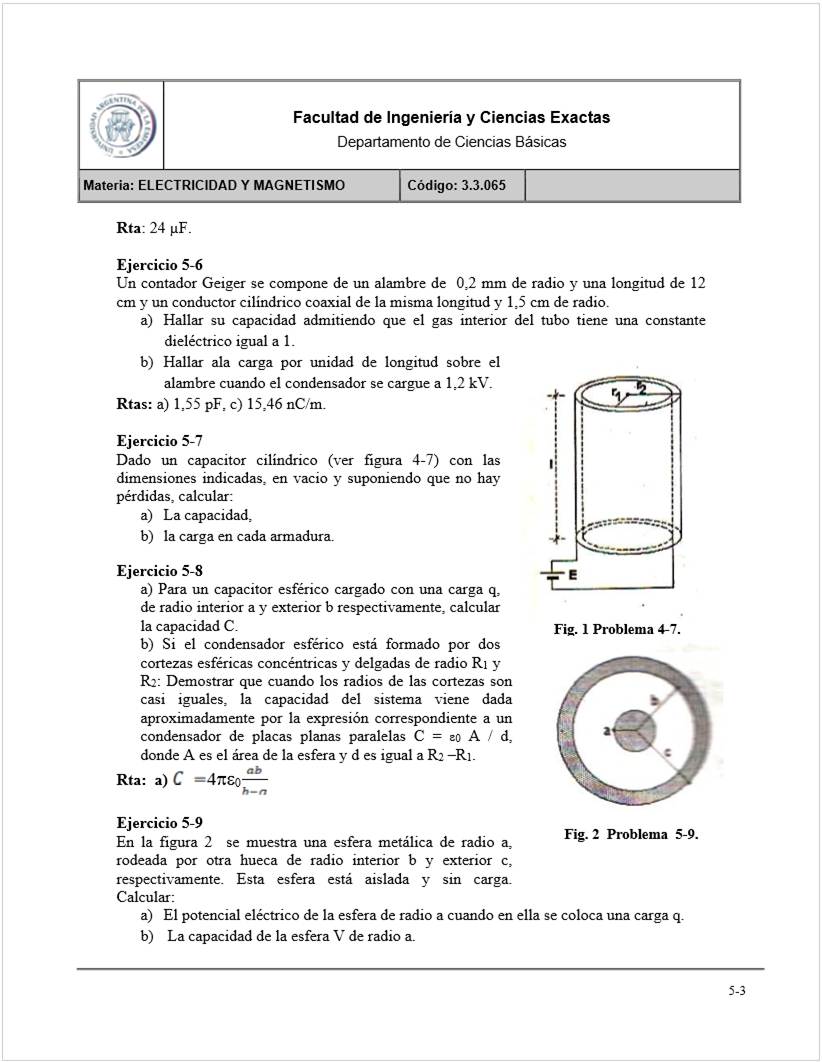 UNIVERSIDAD ARGENTINA DE LA EMPRESA
Facultad de Ingeniería y Ciencias Exactas
Departamento de Ciencias Básicas
Materia: ELECTRICIDAD Y MAGNETISMO
Código: 3.3.065
Rta: 24 µF.
Ejercicio 5-6
Un contador Geiger se compone de un alambre de 0,2 mm de radio y una longitud de 12
cm y un conductor cilíndrico coaxial de la misma longitud y 1,5 cm de radio.
a) Hallar su capacidad admitiendo que el gas interior del tubo tiene una constante
dieléctrico igual a 1.
b) Hallar ala carga por unidad de longitud sobre el
alambre cuando el condensador se cargue a 1,2 kV.
Rtas: a) 1,55 pF, c) 15,46 nC/m.
Ejercicio 5-7
Dado un capacitor cilíndrico (ver figura 4-7) con las
dimensiones indicadas, en vacio y suponiendo que no hay
pérdidas, calcular:
a) La capacidad,
b) la carga en cada armadura.
r1 r2
l
E
Fig. 1 Problema 4-7.
Ejercicio 5-8
a) Para un capacitor esférico cargado con una carga q,
de radio interior a y exterior b respectivamente, calcular
la capacidad C.
b) Si el condensador esférico está formado por dos
cortezas esféricas concéntricas y delgadas de radio R1 y
R2: Demostrar que cuando los radios de las cortezas son
casi iguales, la capacidad del sistema viene dada
aproximadamente por la expresión correspondiente a un
condensador de placas planas paralelas C = ε0 A / d,
donde A es el área de la esfera y d es igual a R2 –R1.
Rta: a) C =4πε0 ab/(b−a)
b
a
c
Fig. 2 Problema 5-9.
Ejercicio 5-9
En la figura 2 se muestra una esfera metálica de radio a,
rodeada por otra hueca de radio interior b y exterior c,
respectivamente. Esta esfera está aislada y sin carga.
Calcular:
a) El potencial eléctrico de la esfera de radio a cuando en ella se coloca una carga q.
b) La capacidad de la esfera V de radio a.
5-3